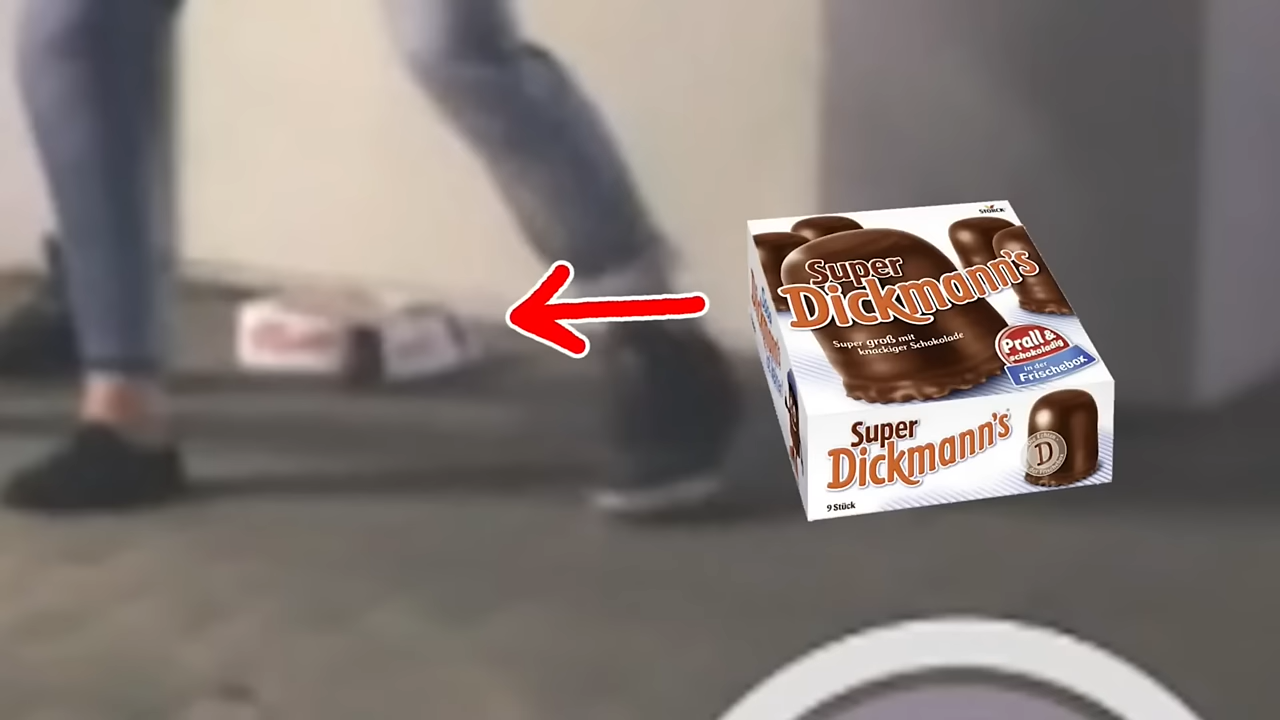 STORCK
Super
Dickmann's
Super groß mit
knackiger Schokolade
Prall &
schokoladig
in der
Frischebox
Super
Dickmann's
D
9 Stück